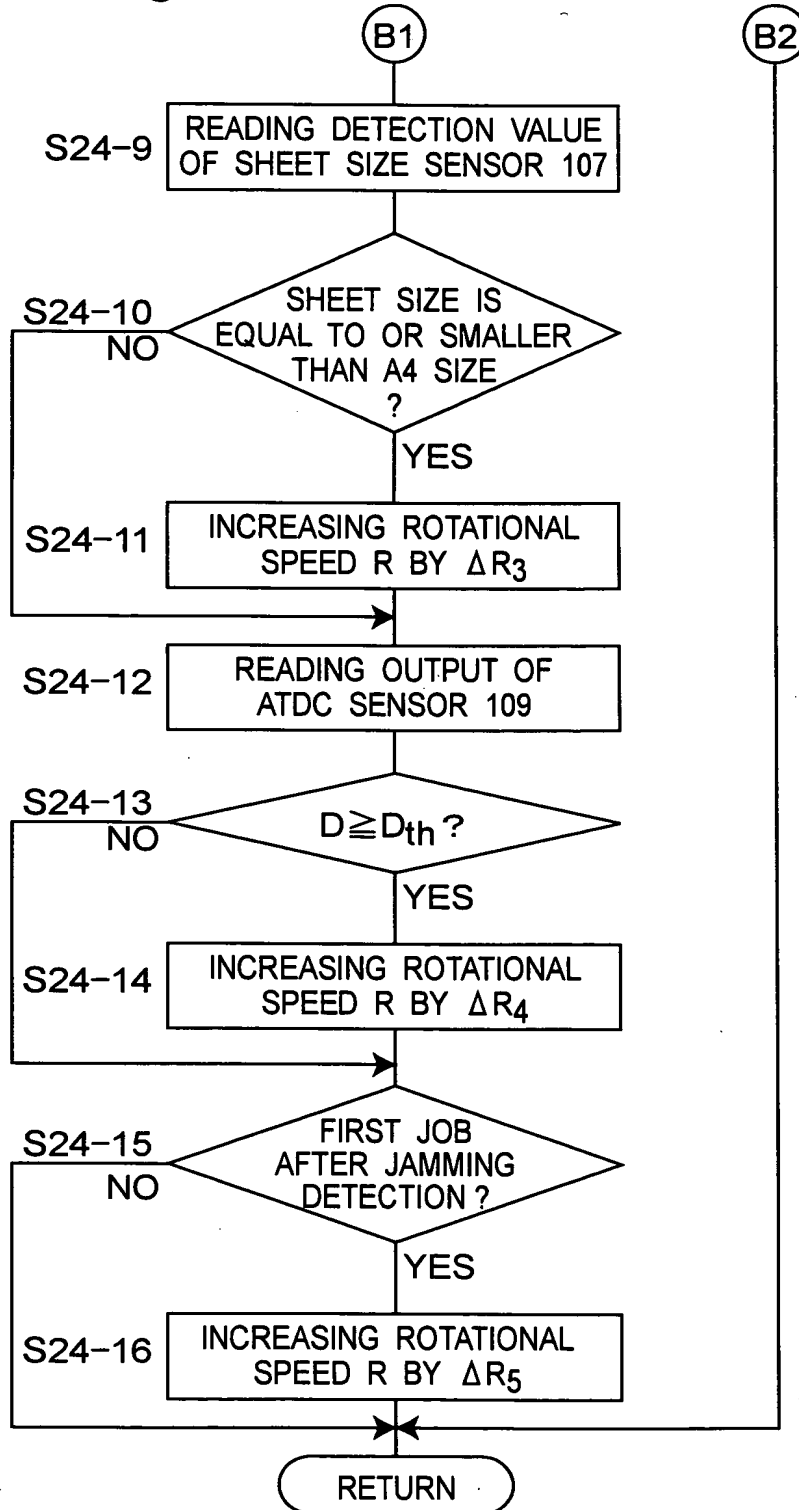 B1
B2
S24-9
READING DETECTION VALUE
OF SHEET SIZE SENSOR 107
S24-10
NO
SHEET SIZE IS
EQUAL TO OR SMALLER
THAN A4 SIZE
?
YES
S24-11
INCREASING ROTATIONAL
SPEED R BY ΔR3
S24-12
READING OUTPUT OF
ATDC SENSOR 109
S24-13
NO
D≧Dth?
YES
S24-14
INCREASING ROTATIONAL
SPEED R BY ΔR4
S24-15
NO
FIRST JOB
AFTER JAMMING
DETECTION?
YES
S24-16
INCREASING ROTATIONAL
SPEED R BY ΔR5
RETURN